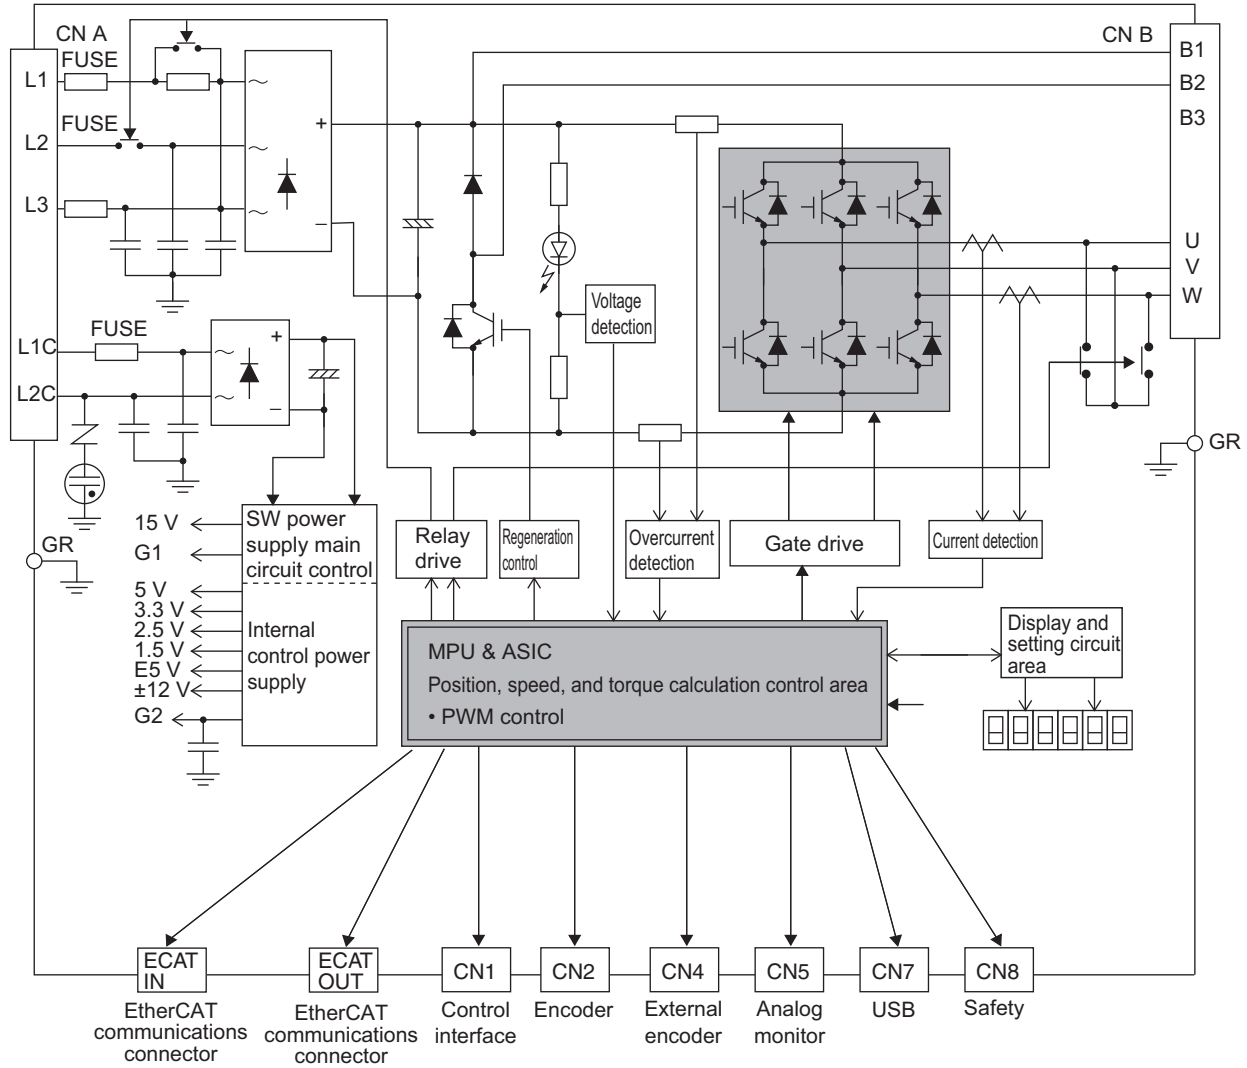 CN A
CN B
FUSE
L1
FUSE
L2
L3
+
−
B1
B2
B3
U
V
W
Voltage
detection
FUSE
L1C
L2C
+
−
GR
GR
15 V
G1
5 V
3.3 V
2.5 V
1.5 V
E5 V
±12 V
G2
SW power
supply main
circuit control
Internal
control power
supply
Relay
drive
Regeneration
control
Overcurrent
detection
Gate drive
Current detection
MPU & ASIC
Position, speed, and torque calculation control area
• PWM control
Display and
setting circuit
area
ECAT
IN
EtherCAT
communications
connector
ECAT
OUT
EtherCAT
communications
connector
CN1
Control
interface
CN2
Encoder
CN4
External
encoder
CN5
Analog
monitor
CN7
USB
CN8
Safety